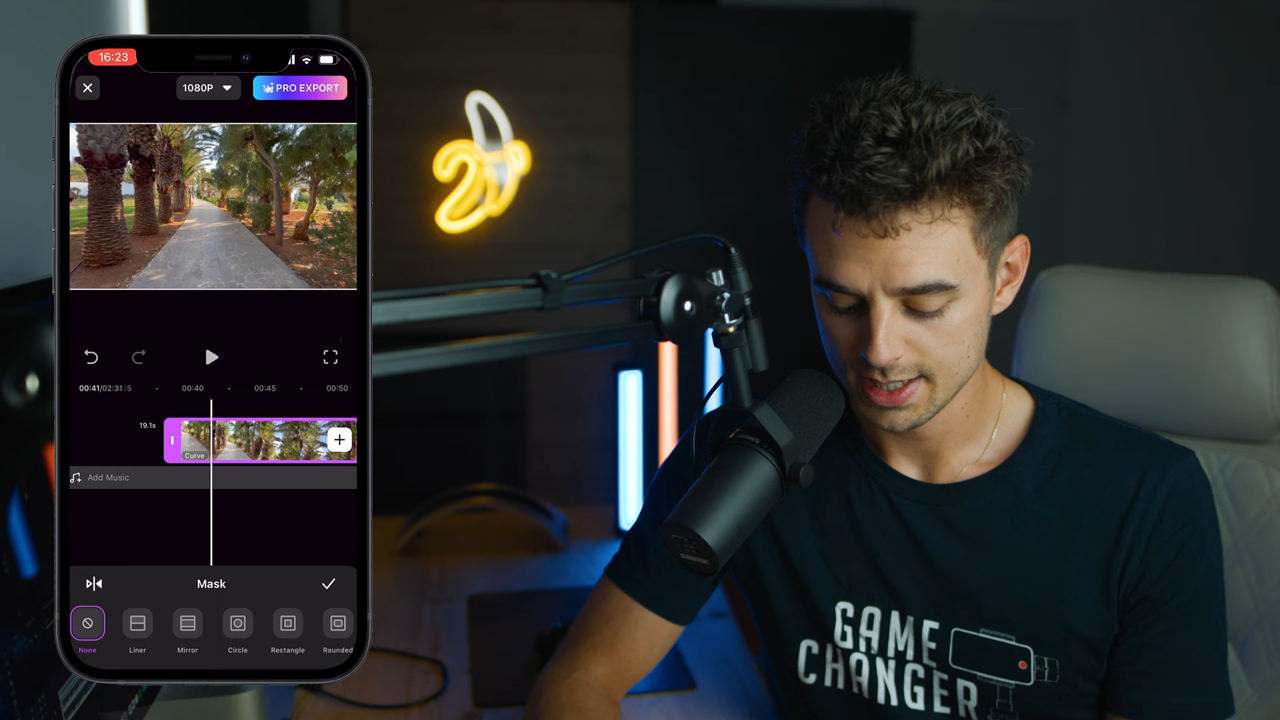 16:23
1080P
PRO EXPORT
00:41/02:31
00:40
00:45
00:50
19.1s
Curve
Add Music
Mask
None
Liner
Mirror
Circle
Rectangle
Rounded
GAME
CHANGER